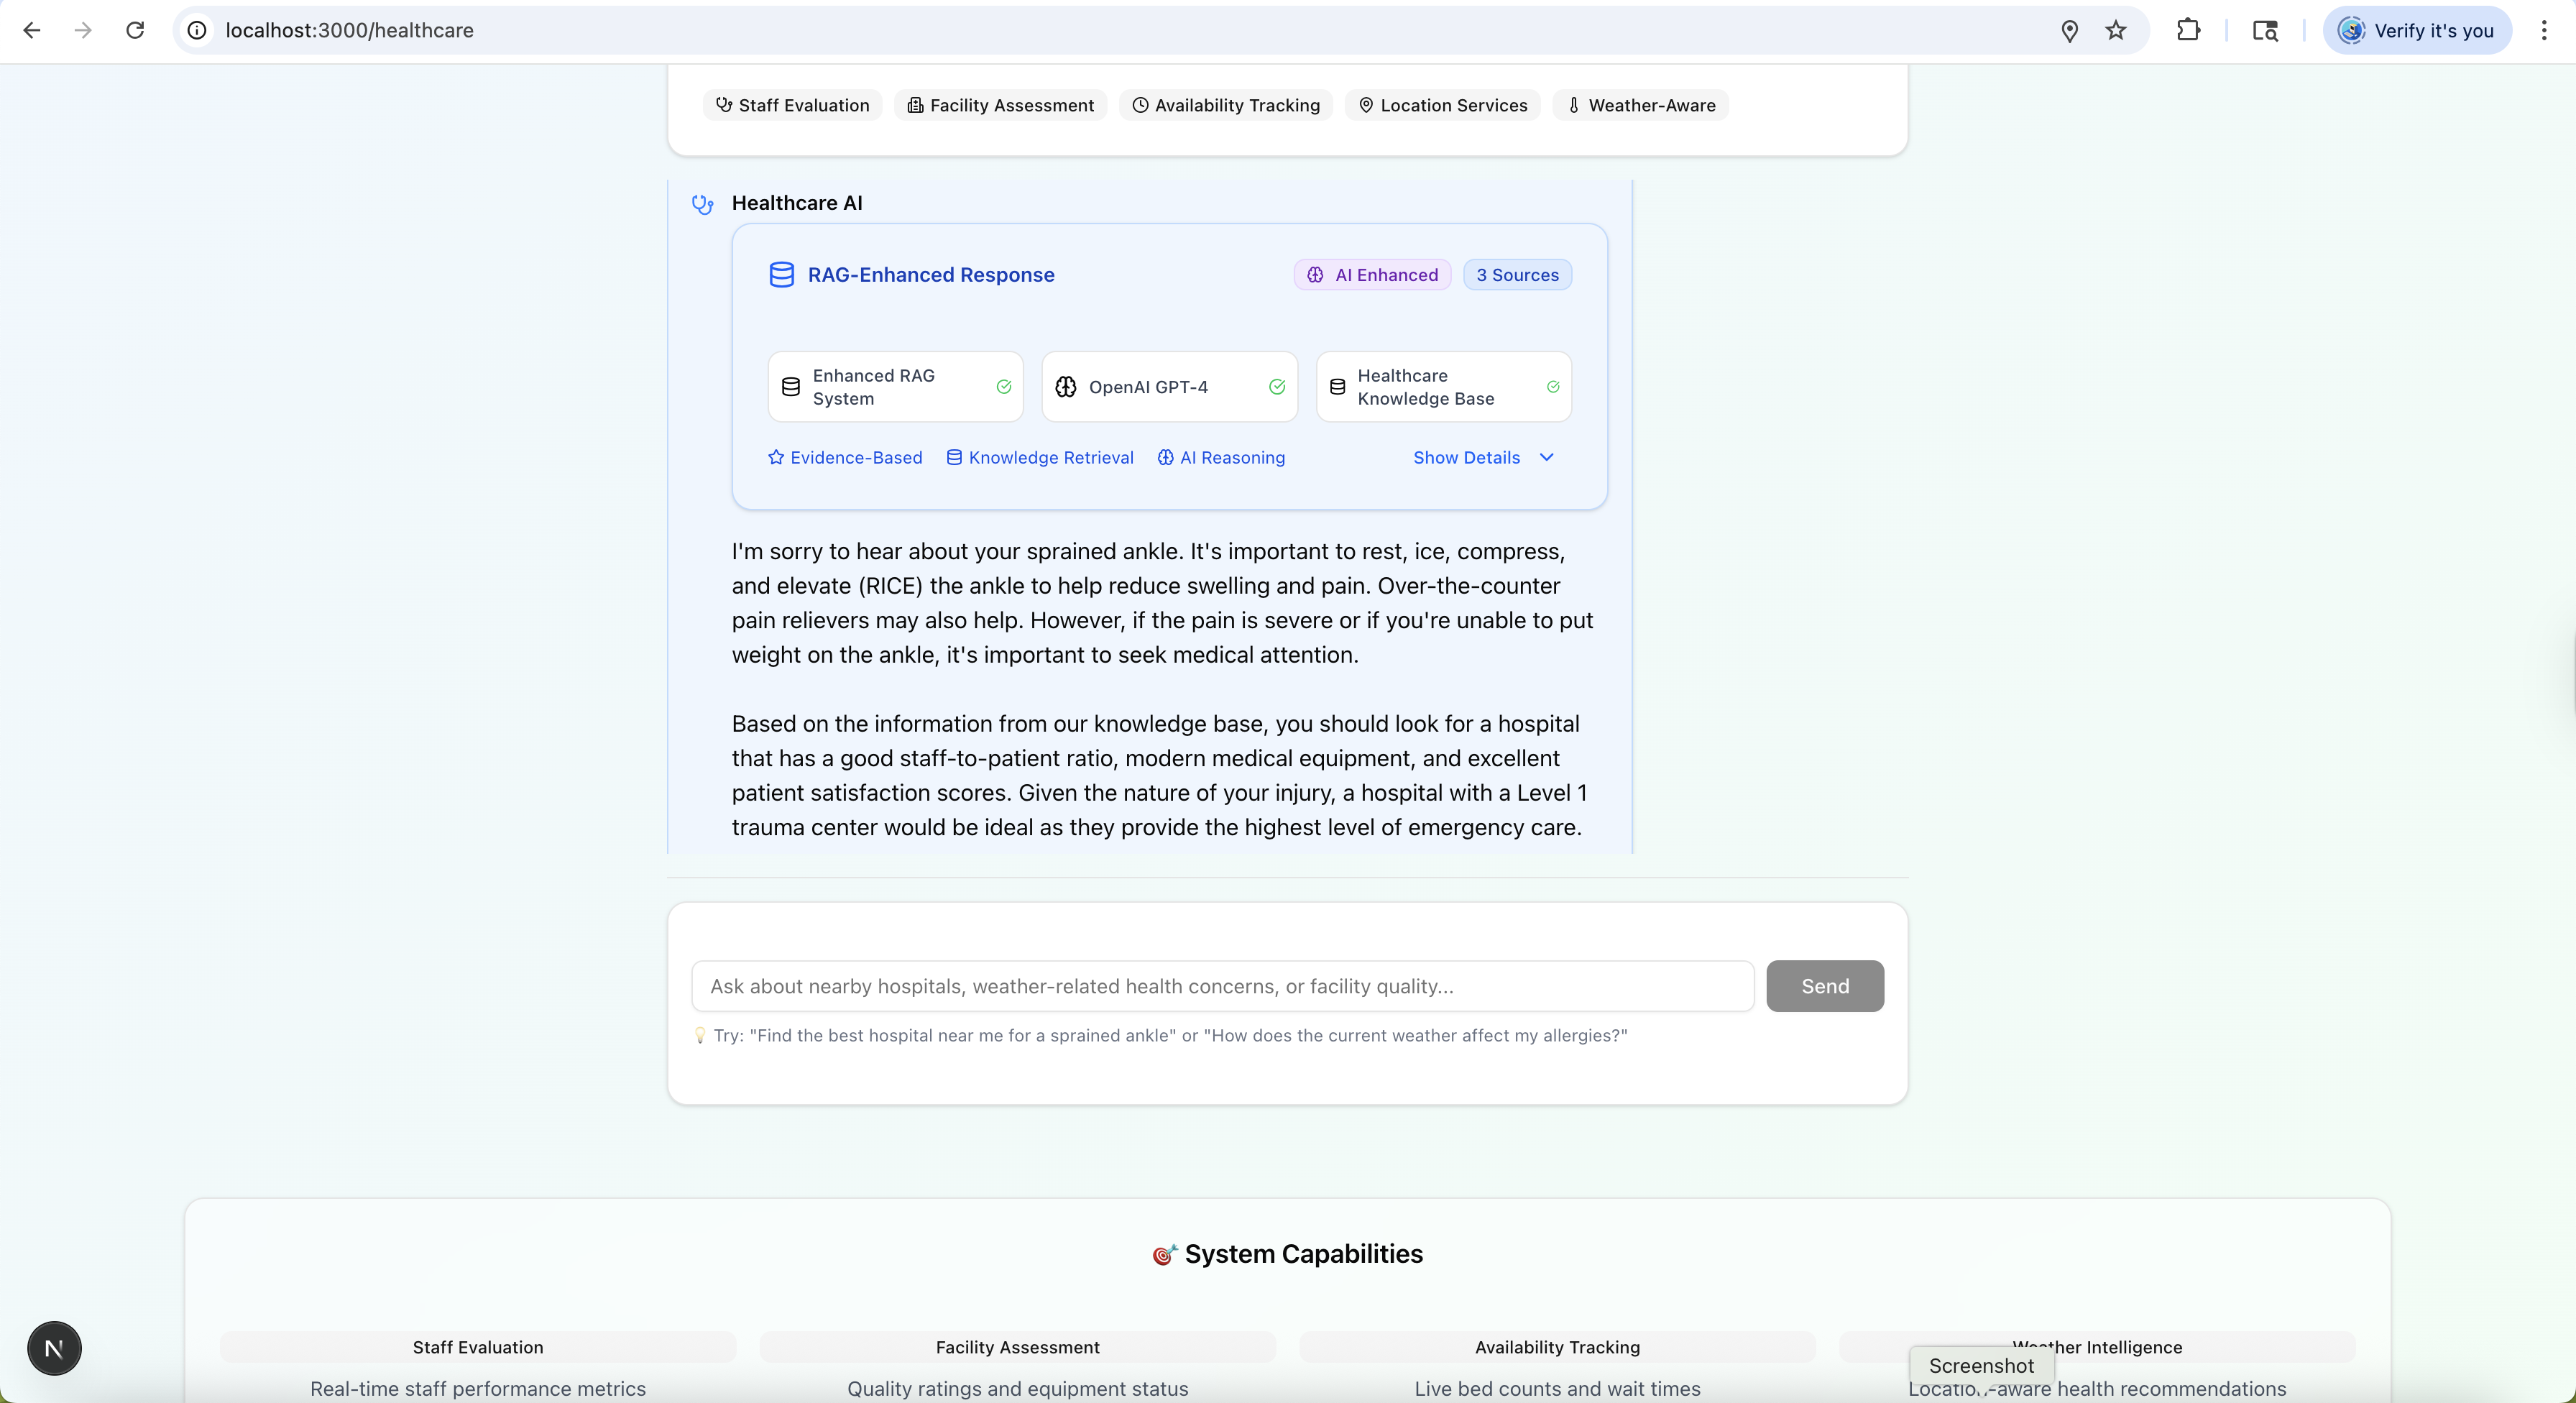 localhost:3000/healthcare
Verify it's you
Staff Evaluation
Facility Assessment
Availability Tracking
Location Services
Weather-Aware
Healthcare AI
RAG-Enhanced Response
AI Enhanced
3 Sources
Enhanced RAG
System
OpenAI GPT-4
Healthcare
Knowledge Base
Evidence-Based
Knowledge Retrieval
AI Reasoning
Show Details
I'm sorry to hear about your sprained ankle. It's important to rest, ice, compress,
and elevate (RICE) the ankle to help reduce swelling and pain. Over-the-counter
pain relievers may also help. However, if the pain is severe or if you're unable to put
weight on the ankle, it's important to seek medical attention.
Based on the information from our knowledge base, you should look for a hospital
that has a good staff-to-patient ratio, modern medical equipment, and excellent
patient satisfaction scores. Given the nature of your injury, a hospital with a Level 1
trauma center would be ideal as they provide the highest level of emergency care.
Ask about nearby hospitals, weather-related health concerns, or facility quality...
Send
💡 Try: "Find the best hospital near me for a sprained ankle" or "How does the current weather affect my allergies?"
🎯 System Capabilities
Staff Evaluation
Real-time staff performance metrics
Facility Assessment
Quality ratings and equipment status
Availability Tracking
Live bed counts and wait times
Weather Intelligence
Location-aware health recommendations
Screenshot
N